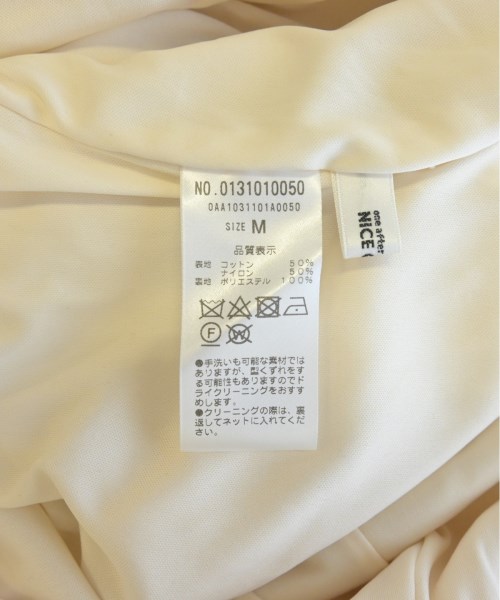 NO.0131010050
0AA1031101A0050
SIZE M
品質表示
表地 コットン 50%
ナイロン 50%
裏地 ポリエステル 100%
F W
●手洗いも可能な素材では
ありますが、型くずれをす
る可能性もありますのでド
ライクリーニングをおすす
めします。
●クリーニングの際は、裏
返してネットに入れてくだ
さい。
one after
NICE